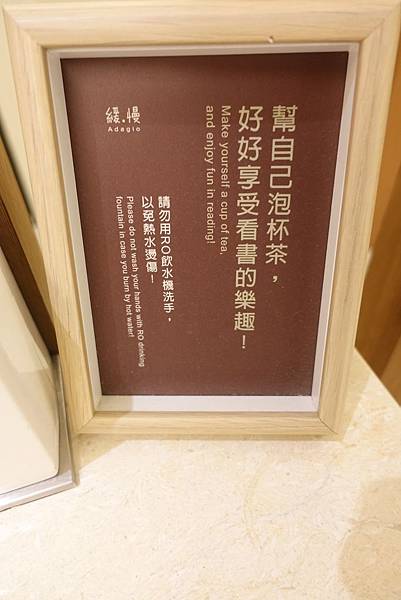 幫自己泡杯茶，
好好享受看書的樂趣！
Make yourself a cup of tea,
and enjoy fun in reading!
請勿用RO飲水機洗手，
以免熱水燙傷！
Please do not wash your hands with RO drinking
fountain in case you burn by hot water!
緩。慢
Adagio